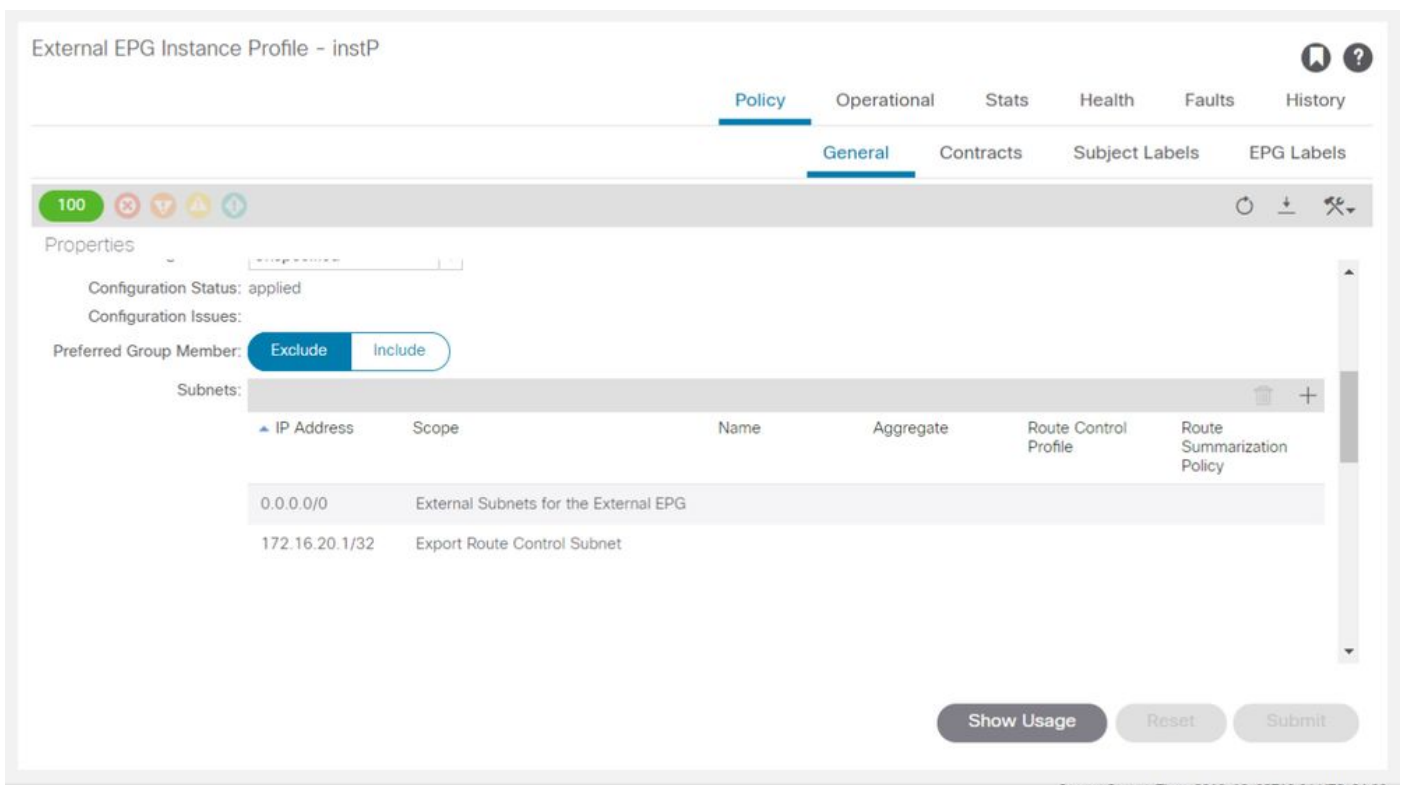 External EPG Instance Profile - instP
Policy Operational Stats Health Faults History
General Contracts Subject Labels EPG Labels
100
Properties
Configuration Status: applied
Configuration Issues:
Preferred Group Member: Exclude Include
Subnets:
IP Address Scope Name Aggregate Route Control Profile Route Summarization Policy
0.0.0.0/0 External Subnets for the External EPG
172.16.20.1/32 Export Route Control Subnet
Show Usage Reset Submit